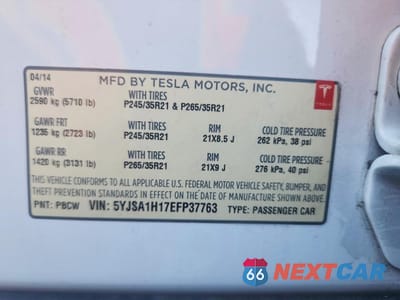 04/14 MFD BY TESLA MOTORS, INC.
GVWR WITH TIRES
2590 kg (5710 lb) P245/35R21 & P265/35R21
TESLA
GAWR FRT WITH TIRES RIM COLD TIRE PRESSURE
1235 kg (2723 lb) P245/35R21 21X8.5 J 262 kPa, 38 psi
GAWR RR WITH TIRES RIM COLD TIRE PRESSURE
1420 kg (3131 lb) P265/35R21 21X9 J 276 kPa, 40 psi
THIS VEHICLE CONFORMS TO ALL APPLICABLE U.S. FEDERAL MOTOR VEHICLE SAFETY, BUMPER, AND
THEFT PREVENTION STANDARDS IN EFFECT ON THE DATE OF MANUFACTURE SHOWN ABOVE.
PNT: PBCW VIN: 5YJSA1H17EFP37763 TYPE: PASSENGER CAR
66 NEXTCAR